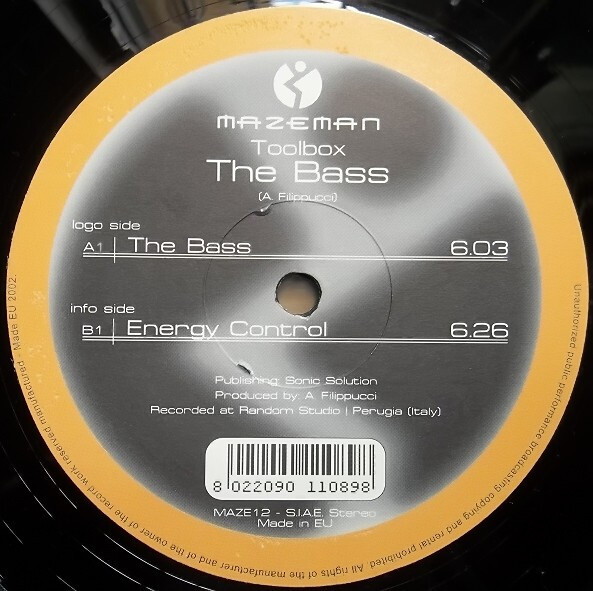 MAZEMAN
Toolbox
The Bass
(A. Filippucci)
logo side
A1 The Bass 6.03
info side
B1 Energy Control 6.26
Publishing: Sonic Solution
Produced by: A. Filippucci
Recorded at Random Studio | Perugia (Italy)
8 022090 110898
MAZE12 - S.I.A.E. Stereo
Made in EU
Unauthorized public performance broadcasting copying and rental prohibited. All rights of the manufacturer and of the owner of the record work reserved manufactured - Made EU 2002.